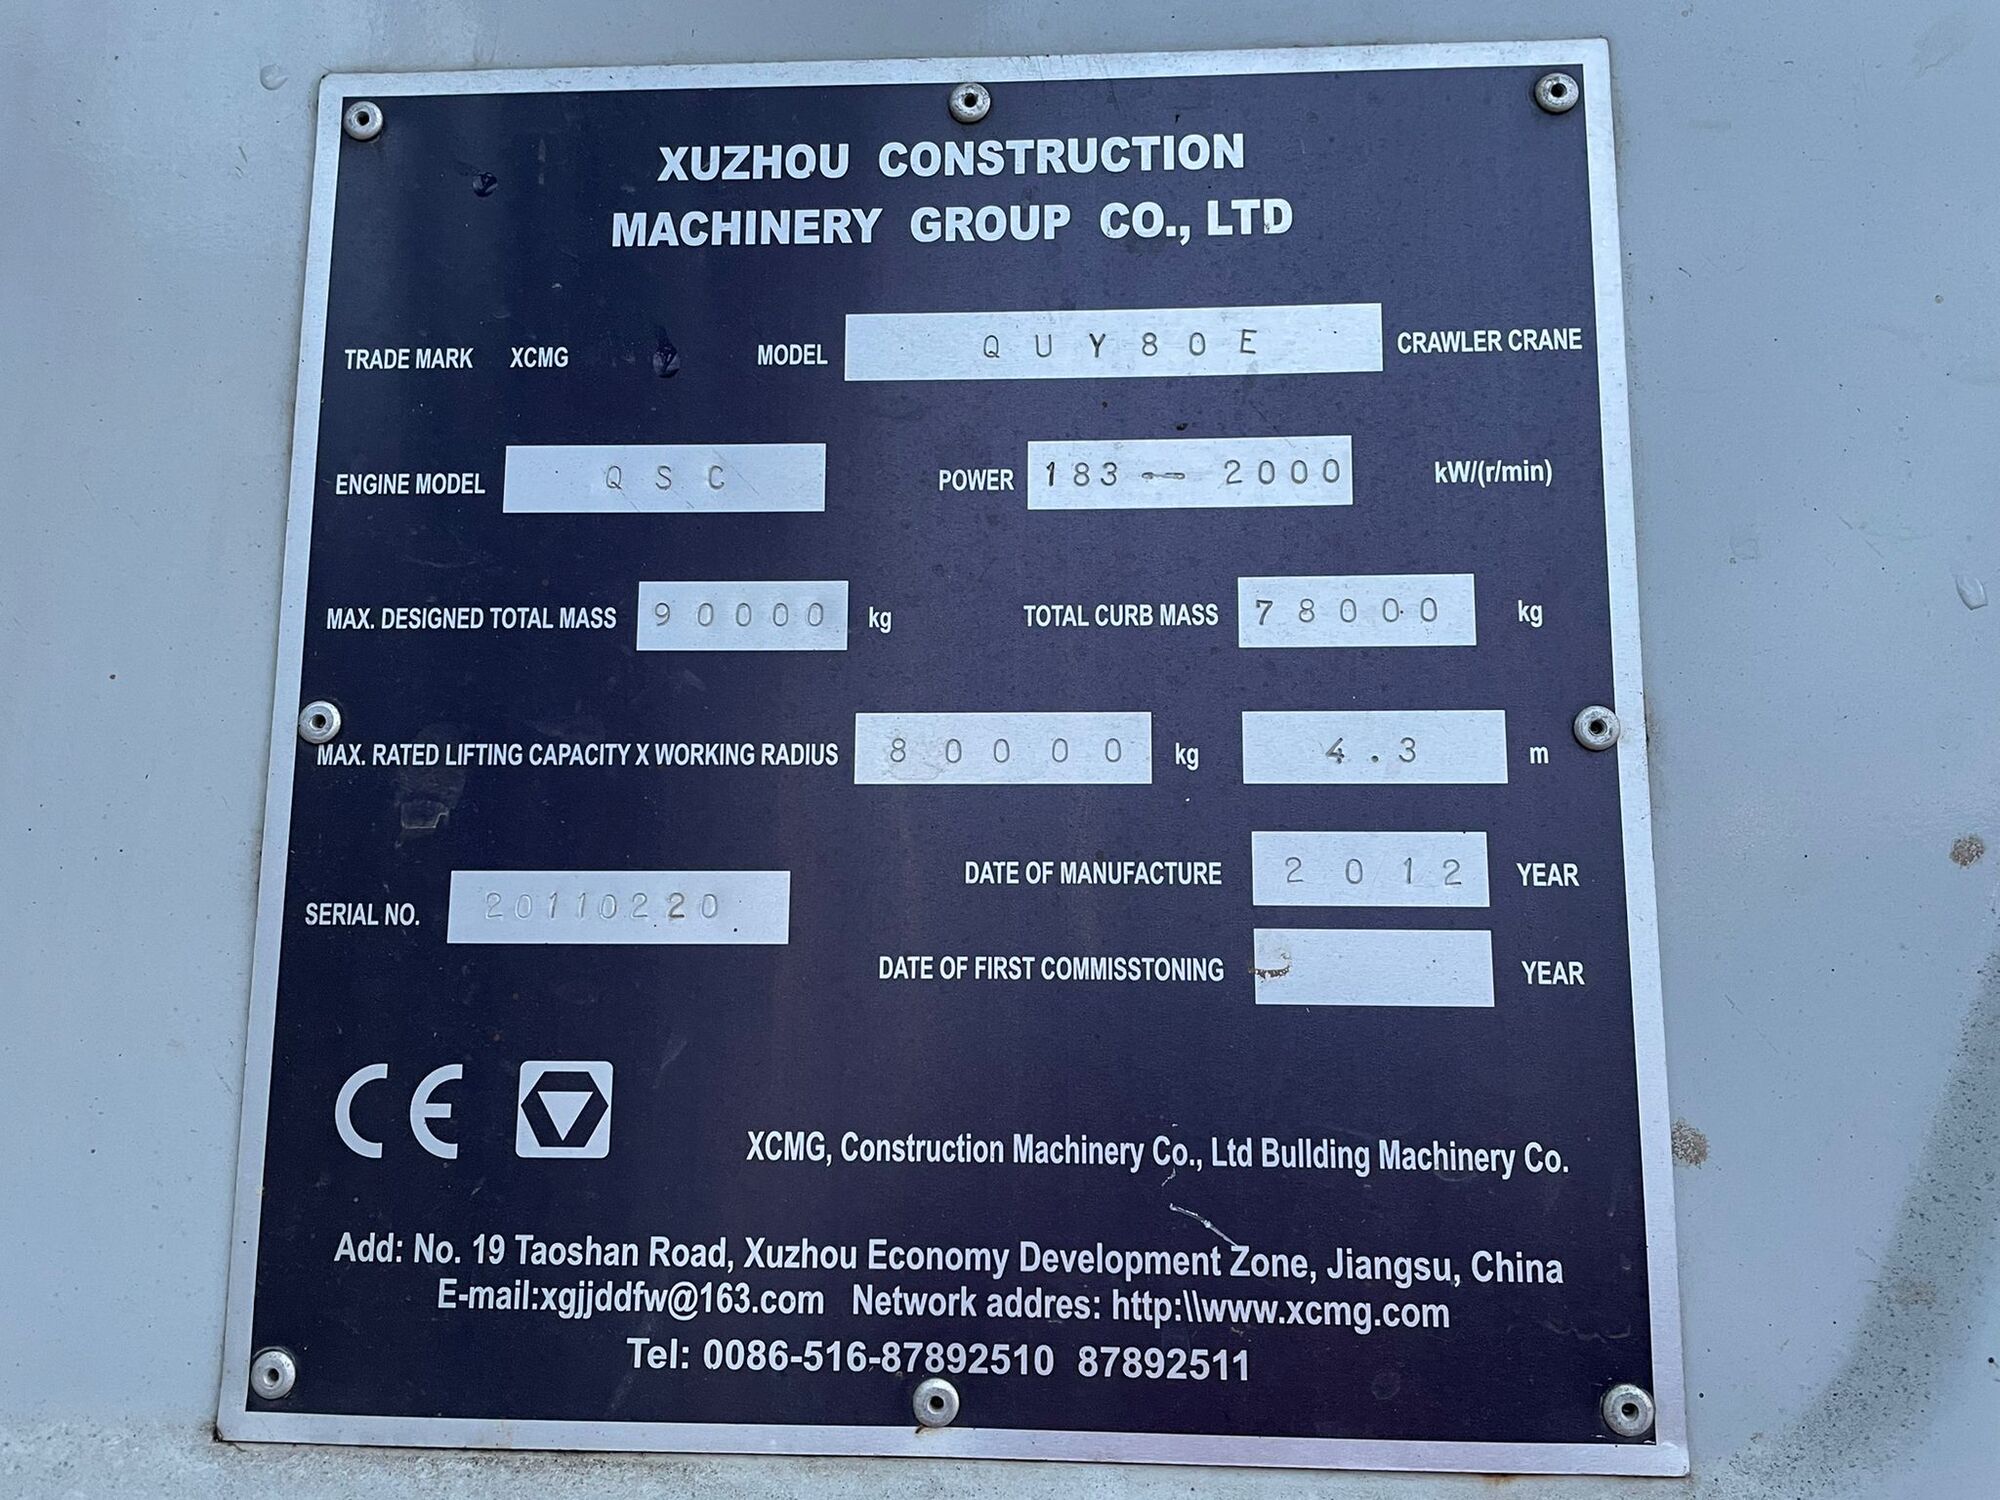 XUZHOU CONSTRUCTION
MACHINERY GROUP CO., LTD
TRADE MARK XCMG MODEL QUY80E CRAWLER CRANE
ENGINE MODEL QSC POWER 183-- 2000 kW/(r/min)
MAX. DESIGNED TOTAL MASS 90000 kg TOTAL CURB MASS 78000 kg
MAX. RATED LIFTING CAPACITY X WORKING RADIUS 80000 kg 4.3 m
DATE OF MANUFACTURE 2012 YEAR
SERIAL NO. 20110220
DATE OF FIRST COMMISSTONING YEAR
CE
XCMG, Construction Machinery Co., Ltd Bullding Machinery Co.
Add: No. 19 Taoshan Road, Xuzhou Economy Development Zone, Jiangsu, China
E-mail:xgjjddfw@163.com Network addres: http:\\www.xcmg.com
Tel: 0086-516-87892510 87892511